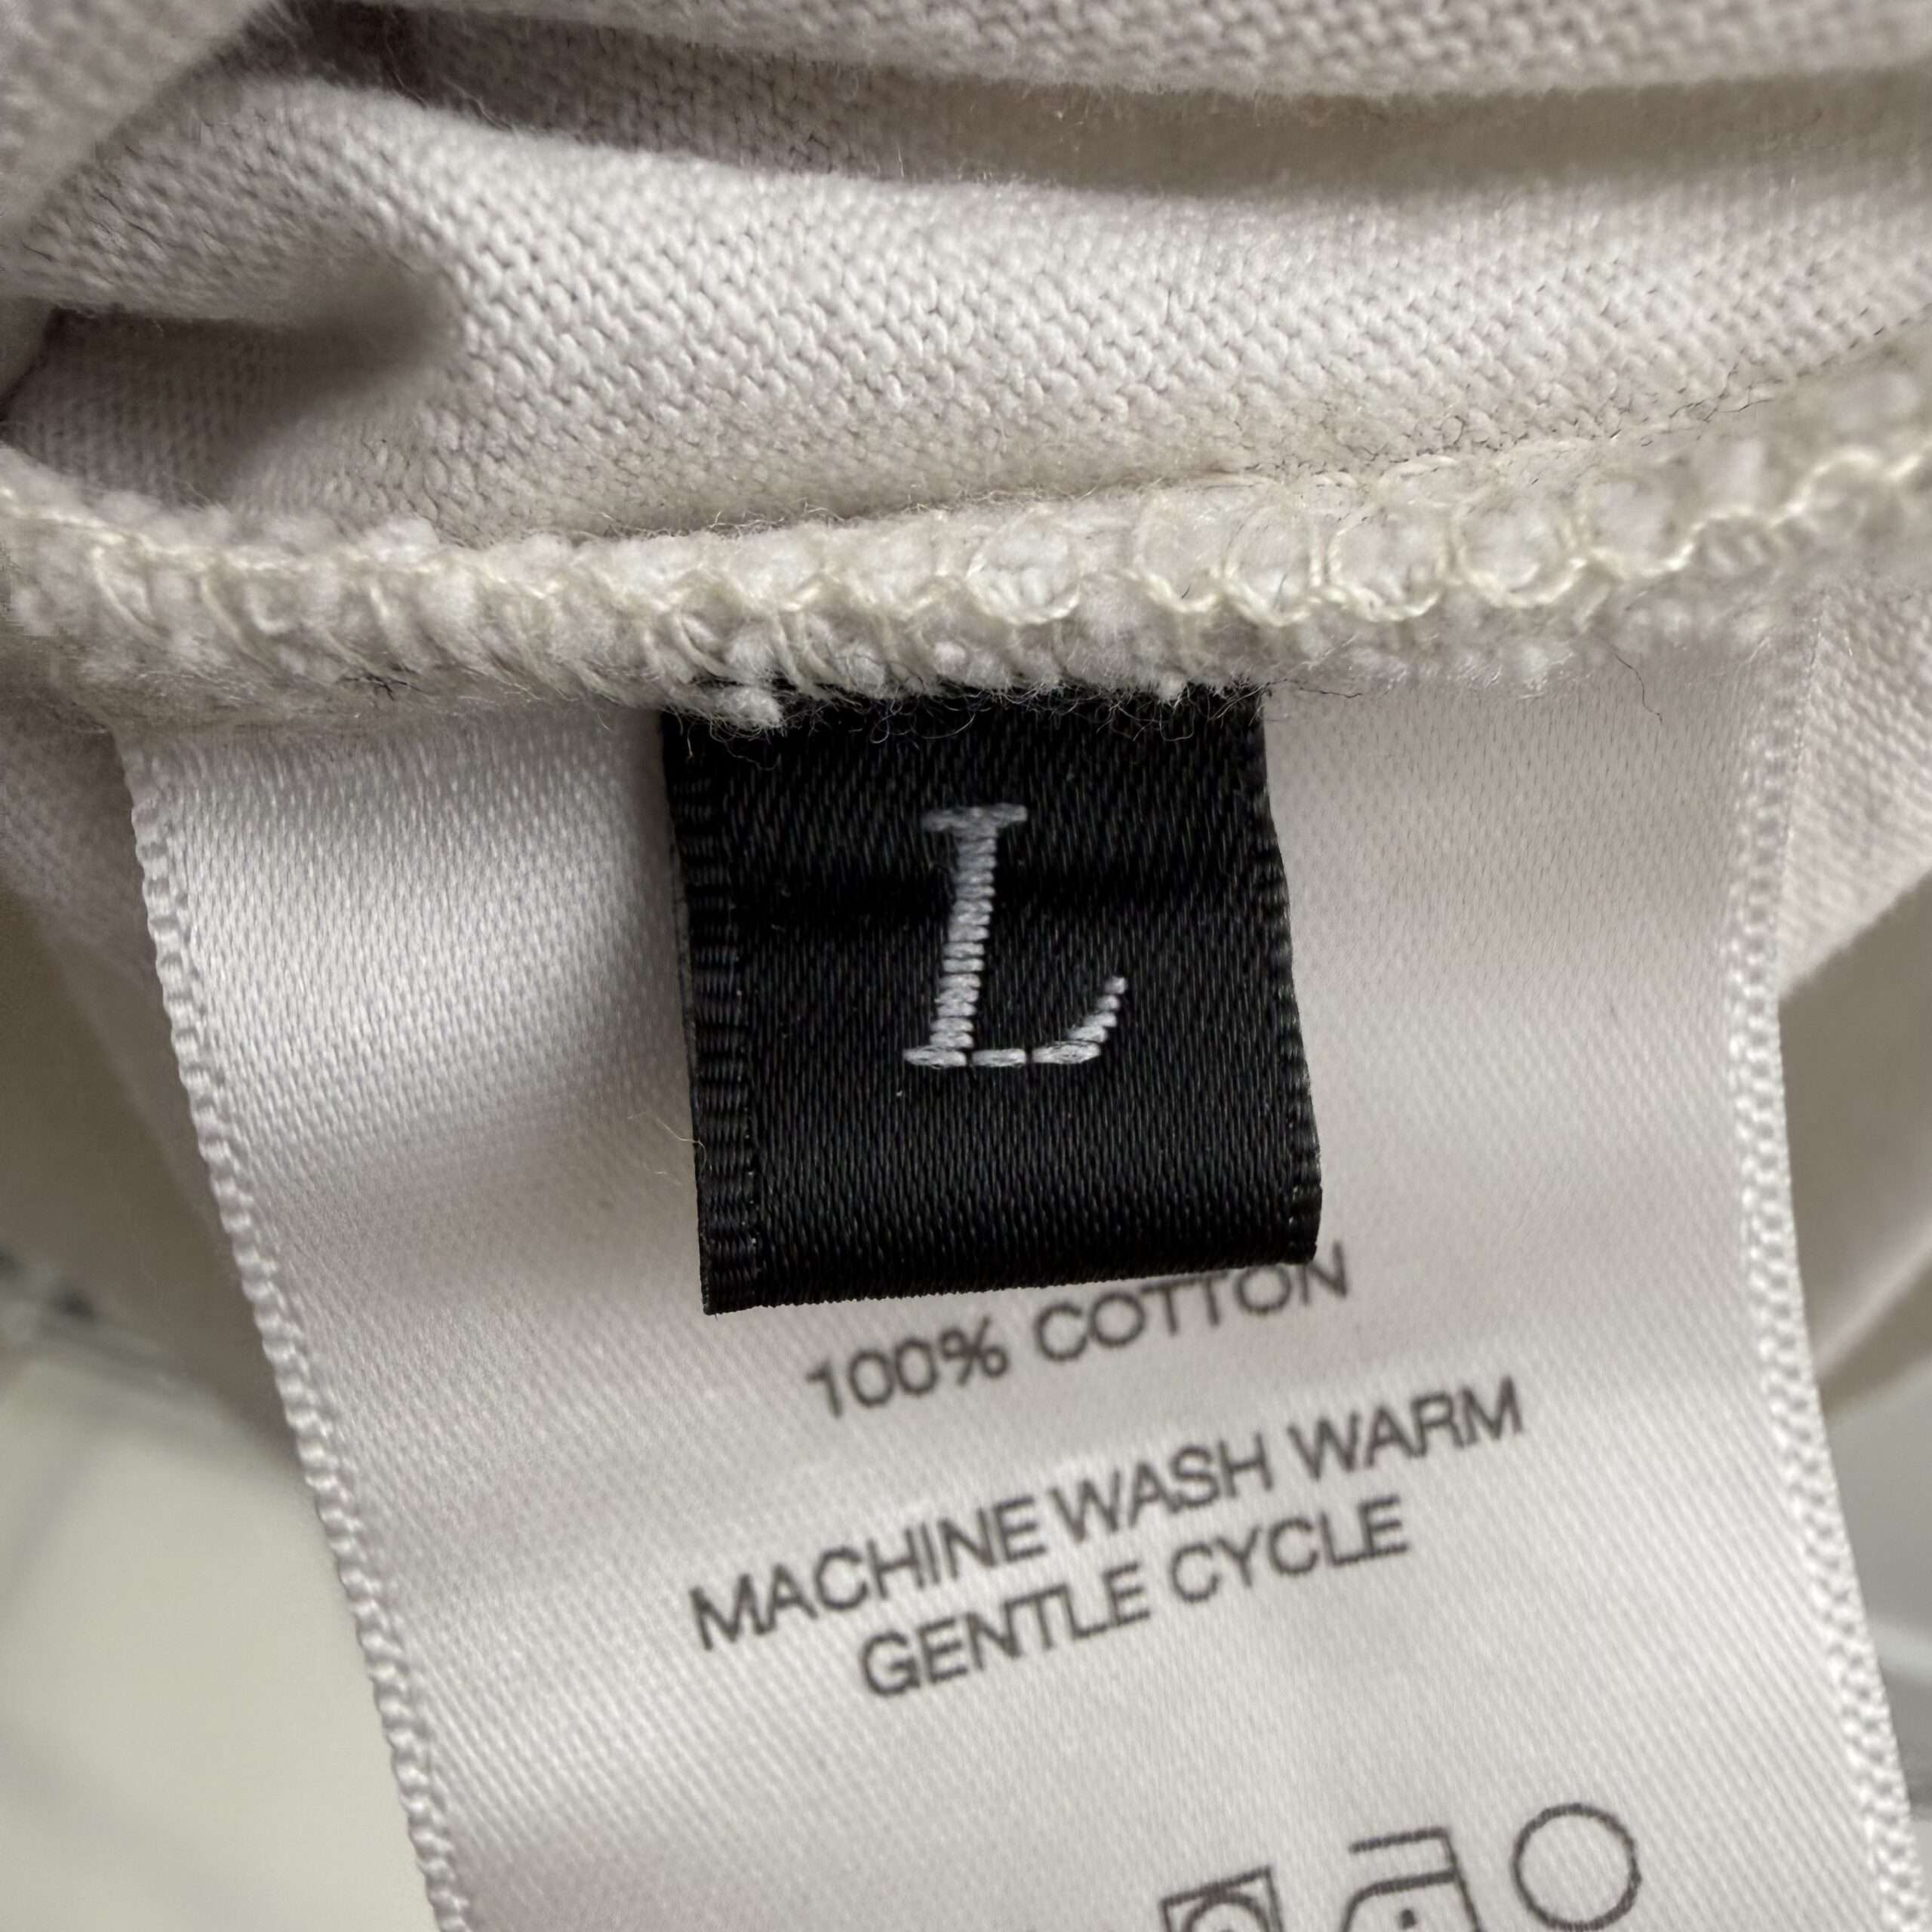 L
100% COTTON
MACHINE WASH WARM
GENTLE CYCLE